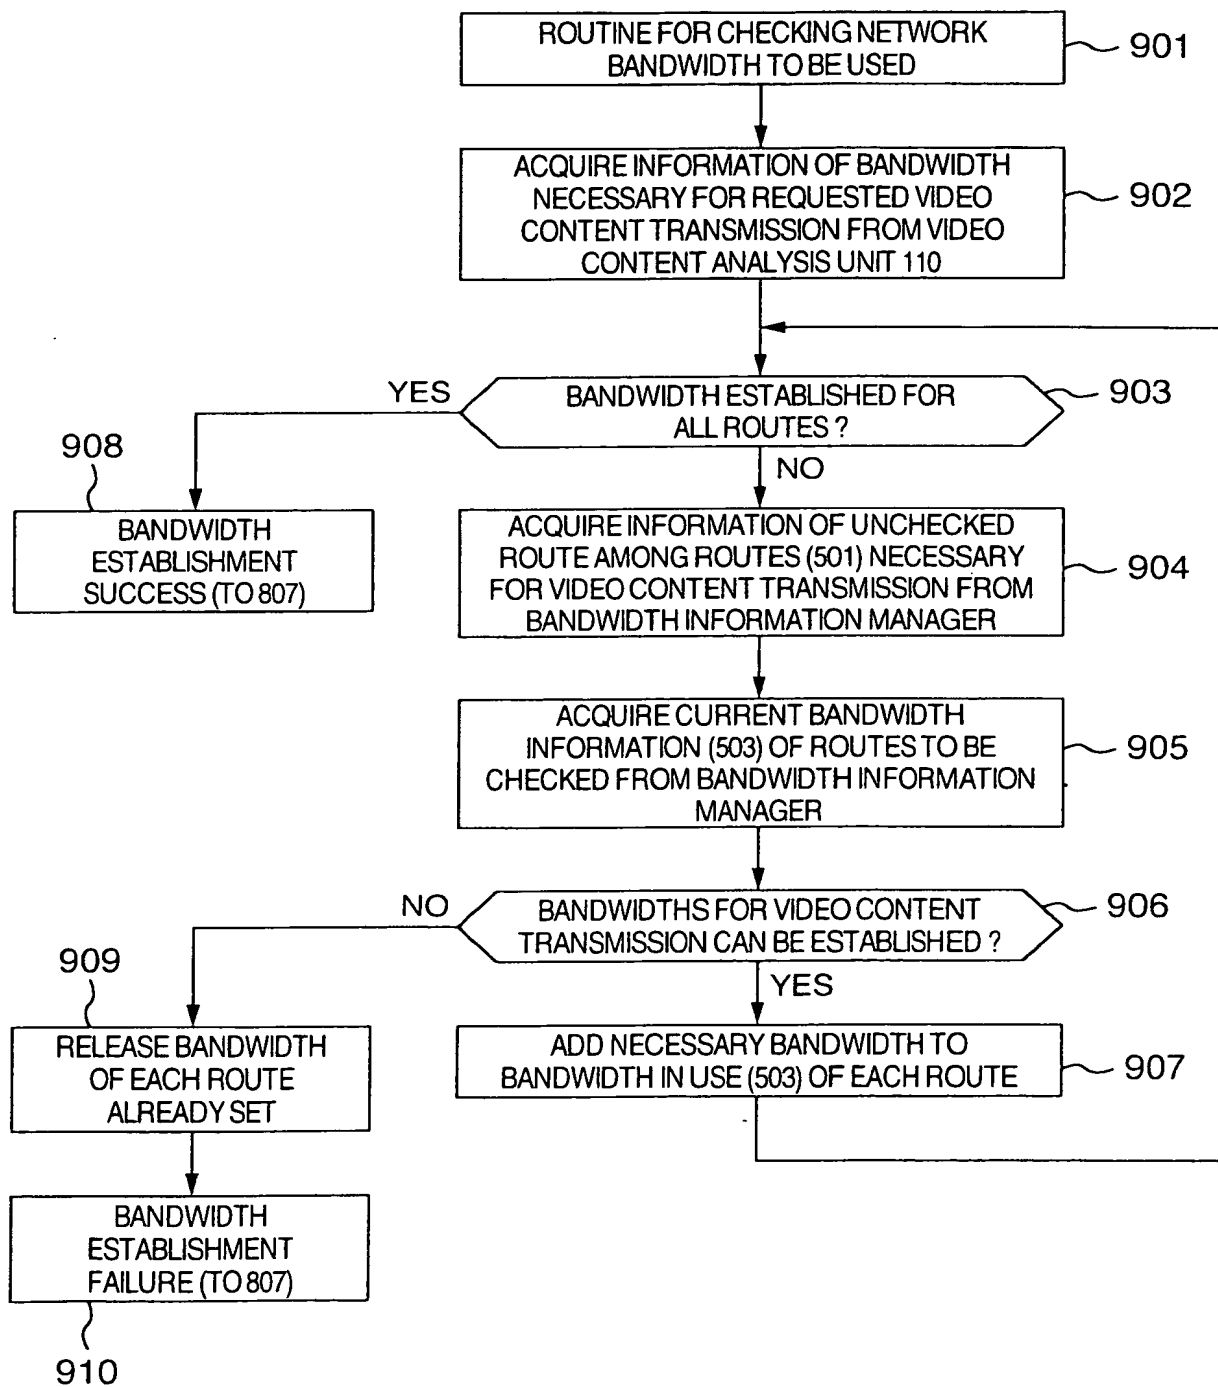 ROUTINE FOR CHECKING NETWORK
BANDWIDTH TO BE USED
901
ACQUIRE INFORMATION OF BANDWIDTH
NECESSARY FOR REQUESTED VIDEO
CONTENT TRANSMISSION FROM VIDEO
CONTENT ANALYSIS UNIT 110
902
BANDWIDTH ESTABLISHED FOR
ALL ROUTES ?
903
YES
NO
908
BANDWIDTH
ESTABLISHMENT
SUCCESS (TO 807)
ACQUIRE INFORMATION OF UNCHECKED
ROUTE AMONG ROUTES (501) NECESSARY
FOR VIDEO CONTENT TRANSMISSION FROM
BANDWIDTH INFORMATION MANAGER
904
ACQUIRE CURRENT BANDWIDTH
INFORMATION (503) OF ROUTES TO BE
CHECKED FROM BANDWIDTH INFORMATION
MANAGER
905
BANDWIDTHS FOR VIDEO CONTENT
TRANSMISSION CAN BE ESTABLISHED ?
906
NO
YES
909
RELEASE BANDWIDTH
OF EACH ROUTE
ALREADY SET
ADD NECESSARY BANDWIDTH TO
BANDWIDTH IN USE (503) OF EACH ROUTE
907
BANDWIDTH
ESTABLISHMENT
FAILURE (TO 807)
910